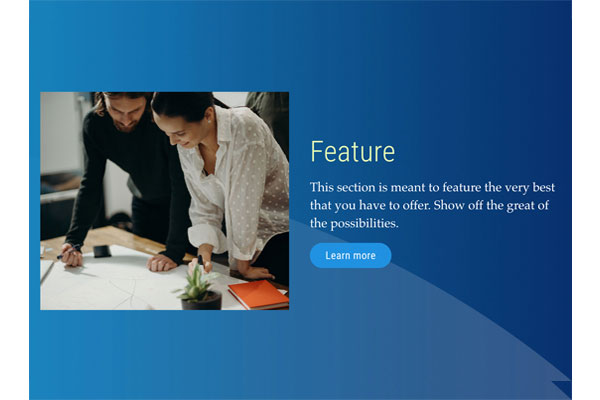 Feature
This section is meant to feature the very best
that you have to offer. Show off the great of
the possibilities.
Learn more